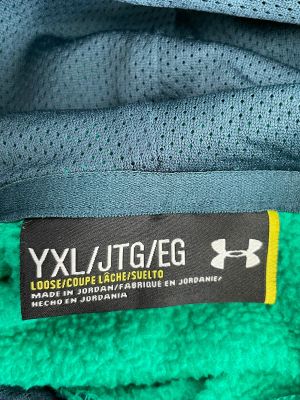 YXL/JTG/EG
LOOSE/COUPE LÂCHE/SUELTO
MADE IN JORDAN/FABRIQUÉ EN JORDANIE/
HECHO EN JORDANIA